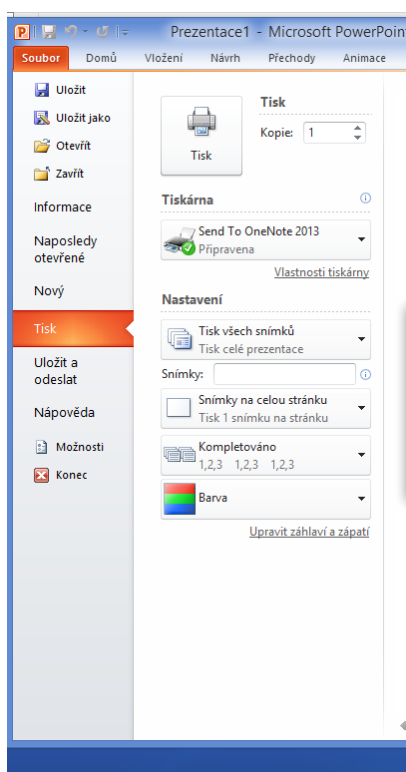 Prezentace1 - Microsoft PowerPoint
Soubor Domů Vložení Návrh Přechody Animace
Uložit
Uložit jako
Otevřít
Zavřít
Informace
Naposledy
otevřené
Nový
Tisk
Uložit a
odeslat
Nápověda
Možnosti
Konec
Tisk
Tisk
Kopie: 1
Tiskárna
Send To OneNote 2013
Připravena
Vlastnosti tiskárny
Nastavení
Tisk všech snímků
Tisk celé prezentace
Snímky:
Snímky na celou stránku
Tisk 1 snímku na stránku
Kompletováno
1,2,3 1,2,3 1,2,3
Barva
Upravit záhlaví a zápatí